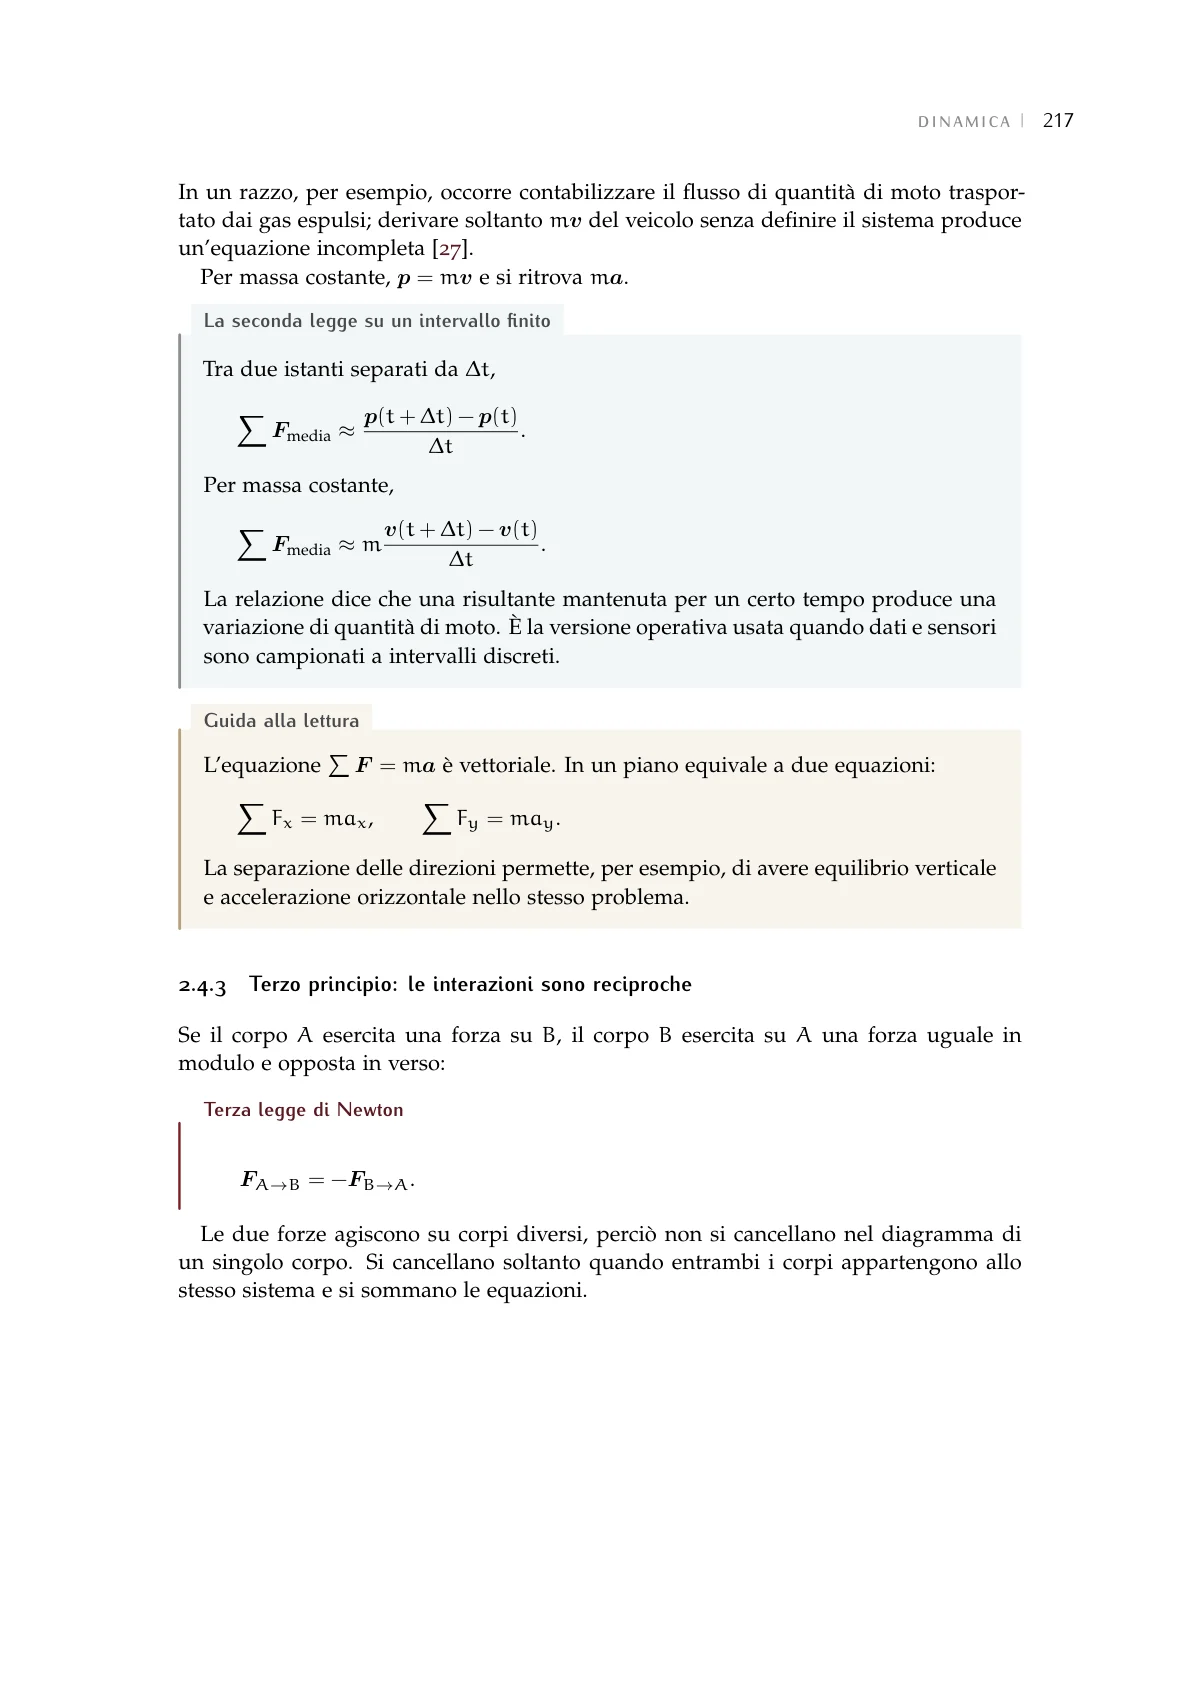 DINAMICA | 217
In un razzo, per esempio, occorre contabilizzare il flusso di quantità di moto traspor-
tato dai gas espulsi; derivare soltanto mv del veicolo senza definire il sistema produce
un'equazione incompleta [27].
Per massa costante, p = mv e si ritrova ma.
La seconda legge su un intervallo finito
Tra due istanti separati da Δt,
∑ F_media ≈ (p(t + Δt) − p(t)) / Δt.
Per massa costante,
∑ F_media ≈ m (v(t + Δt) − v(t)) / Δt.
La relazione dice che una risultante mantenuta per un certo tempo produce una
variazione di quantità di moto. È la versione operativa usata quando dati e sensori
sono campionati a intervalli discreti.
Guida alla lettura
L'equazione ∑ F = ma è vettoriale. In un piano equivale a due equazioni:
∑ F_x = ma_x, ∑ F_y = ma_y.
La separazione delle direzioni permette, per esempio, di avere equilibrio verticale
e accelerazione orizzontale nello stesso problema.
2.4.3 Terzo principio: le interazioni sono reciproche
Se il corpo A esercita una forza su B, il corpo B esercita su A una forza uguale in
modulo e opposta in verso:
Terza legge di Newton
F_A→B = −F_B→A.
Le due forze agiscono su corpi diversi, perciò non si cancellano nel diagramma di
un singolo corpo. Si cancellano soltanto quando entrambi i corpi appartengono allo
stesso sistema e si sommano le equazioni.